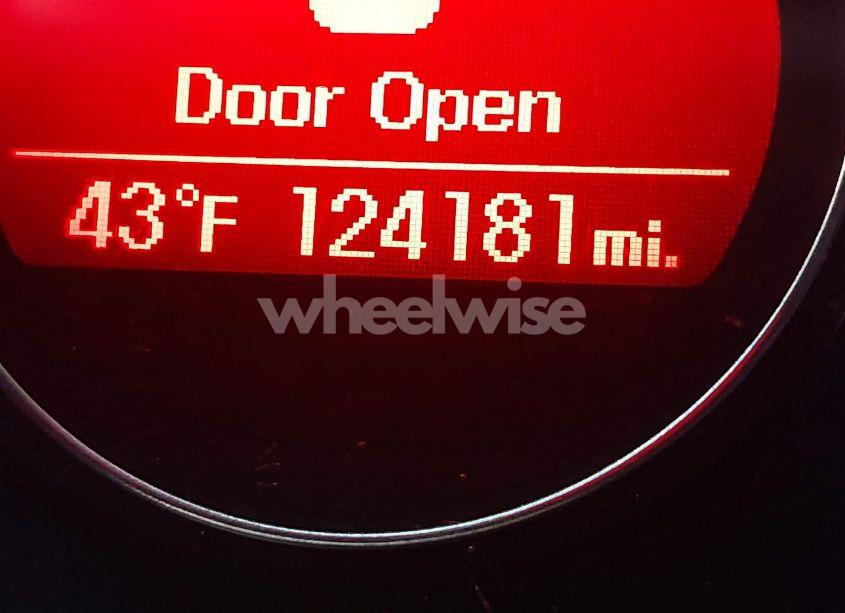 Door Open
43°F 124181 mi.
wheelwise